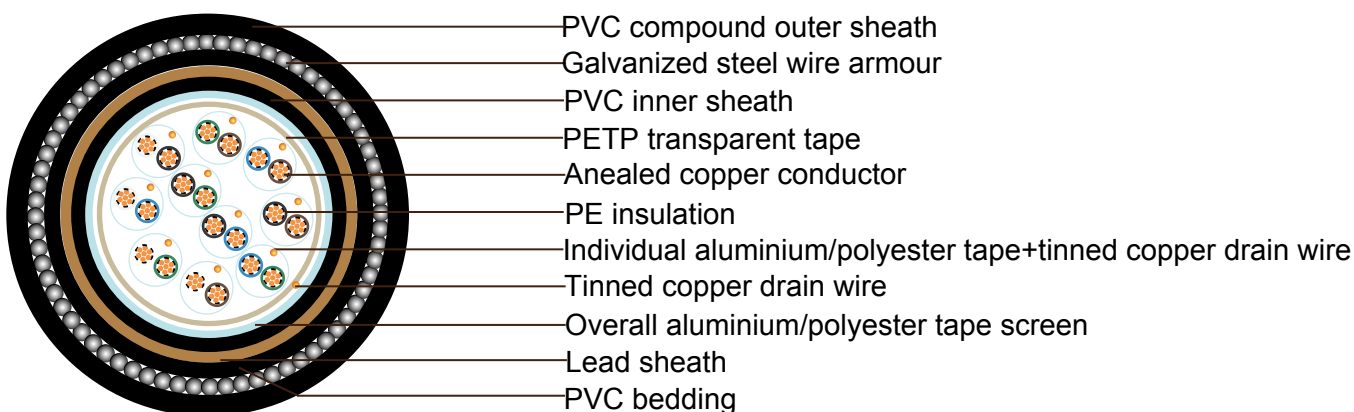 PVC compound outer sheath
Galvanized steel wire armour
PVC inner sheath
PETP transparent tape
Anealed copper conductor
PE insulation
Individual aluminium/polyester tape+tinned copper drain wire
Tinned copper drain wire
Overall aluminium/polyester tape screen
Lead sheath
PVC bedding